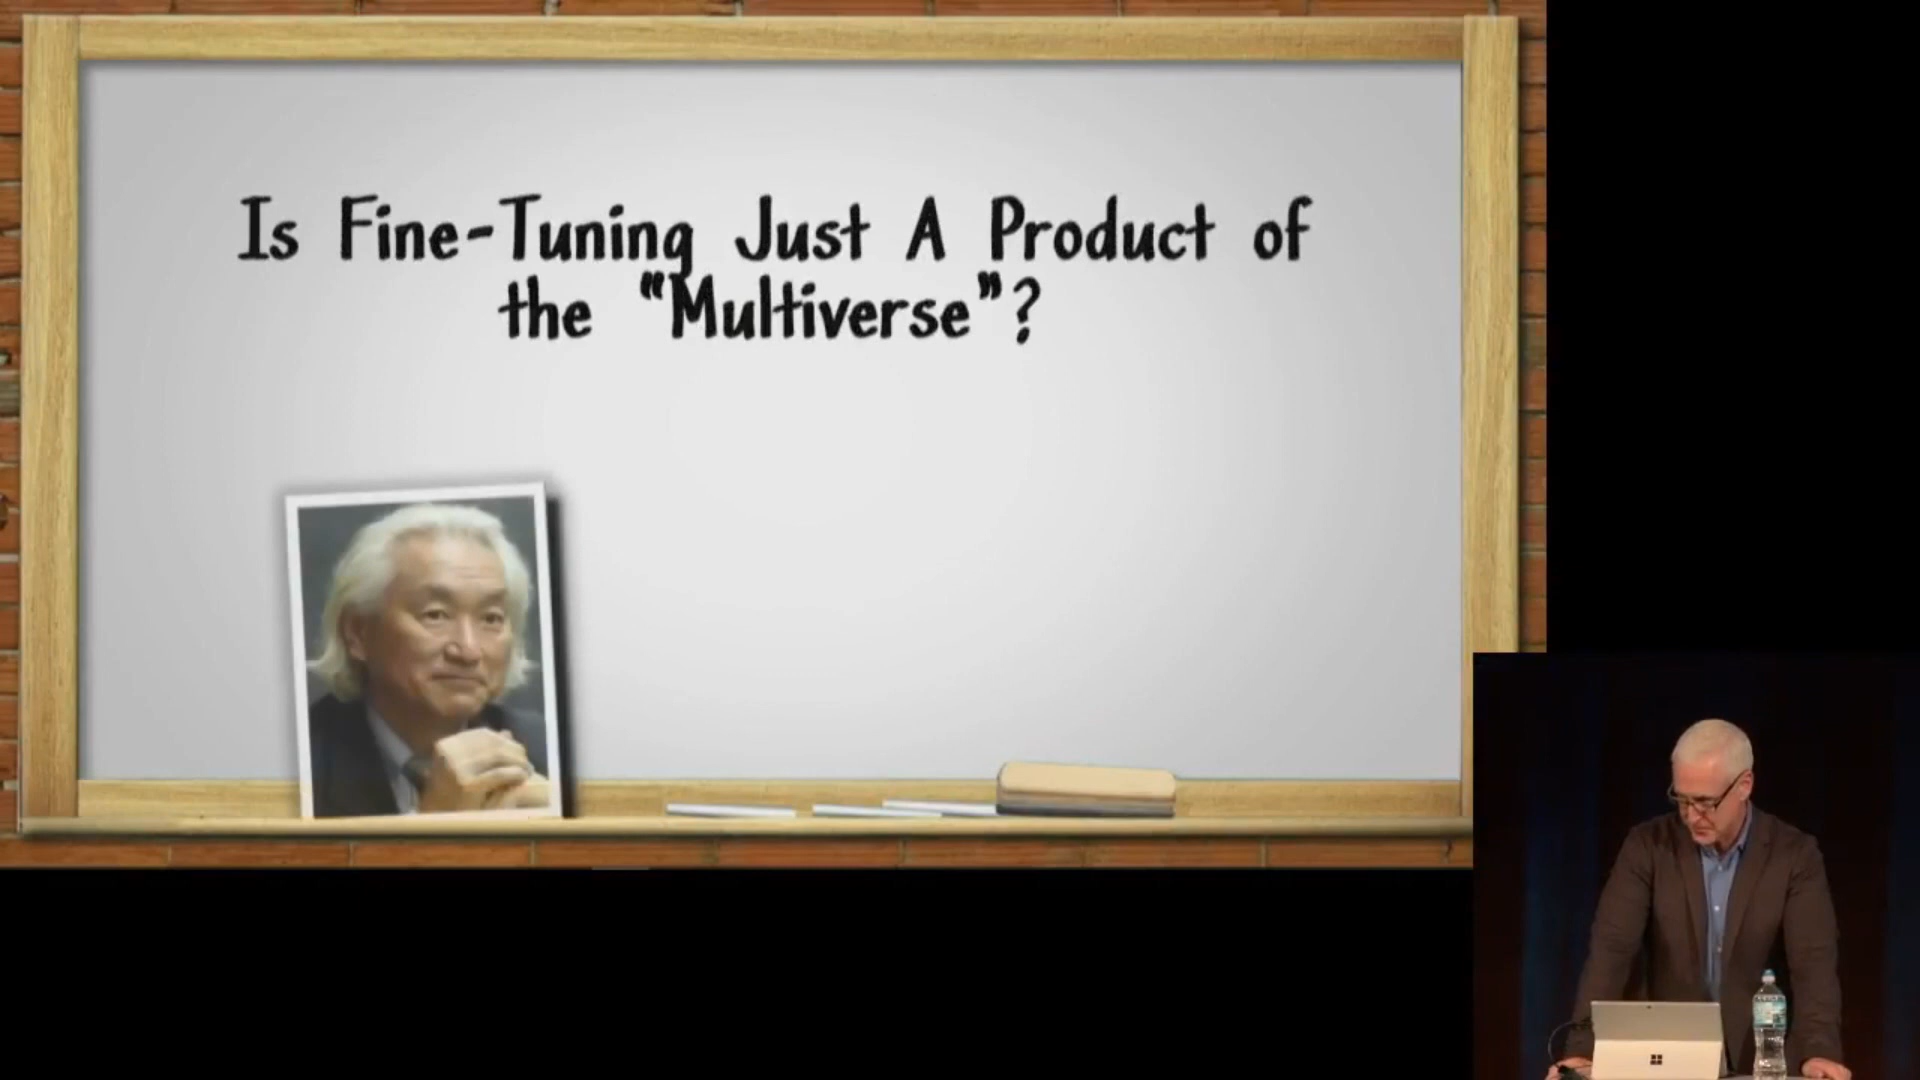 Is Fine-Tuning Just A Product of
the “Multiverse”?